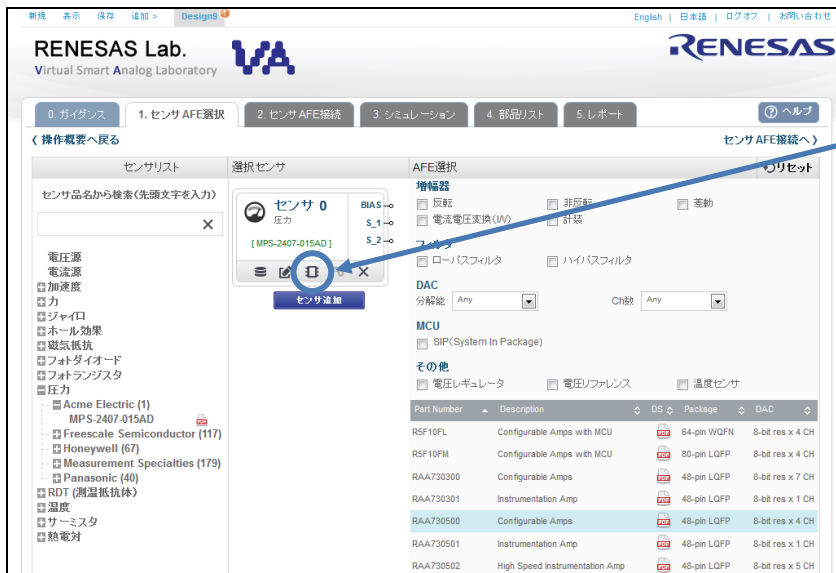 新規 表示 保存 追加 > Design9 English | 日本語 | ログオフ | お問い合わせ
RENESAS Lab.
Virtual Smart Analog Laboratory
VA
RENESAS
0. ガイダンス 1. センサ AFE選択 2. センサ AFE接続 3. シミュレーション 4. 部品リスト 5. レポート ? ヘルプ
《 操作概要へ戻る センサ AFE接続へ 》
センサリスト 選択センサ AFE選択 リセット
センサ品名から検索(先頭文字を入力)
×
電圧源
電流源
加速度
力
ジャイロ
ホール効果
磁気抵抗
フォトダイオード
フォトランジスタ
圧力
Acme Electric (1)
MPS-2407-015AD
Freescale Semiconductor (117)
Honeywell (67)
Measurement Specialties (179)
Panasonic (40)
RDT (測温抵抗体)
温度
サーミスタ
熱電対
センサ 0
圧力
[ MPS-2407-015AD ]
BIAS
S_1
S_2
センサ追加
増幅器
反転 非反転 差動
電流電圧変換(I/V) 計装
フィルタ
ローパスフィルタ ハイパスフィルタ
DAC
分解能 Any Ch数 Any
MCU
SIP(System In Package)
その他
電圧レギュレータ 電圧リファレンス 温度センサ
Part Number Description DS Package DAC
R5F10FL Configurable Amps with MCU 64-pin WQFN 8-bit res x 4 CH
R5F10FM Configurable Amps with MCU 80-pin LQFP 8-bit res x 4 CH
RAA730300 Configurable Amps 48-pin LQFP 8-bit res x 7 CH
RAA730301 Instrumentation Amp 48-pin LQFP 8-bit res x 1 CH
RAA730500 Configurable Amps 48-pin LQFP 8-bit res x 4 CH
RAA730501 Instrumentation Amp 48-pin LQFP 8-bit res x 1 CH
RAA730502 High Speed Instrumentation Amp 48-pin LQFP 8-bit res x 5 CH